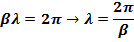 βλ = 2π → λ = 2π/β